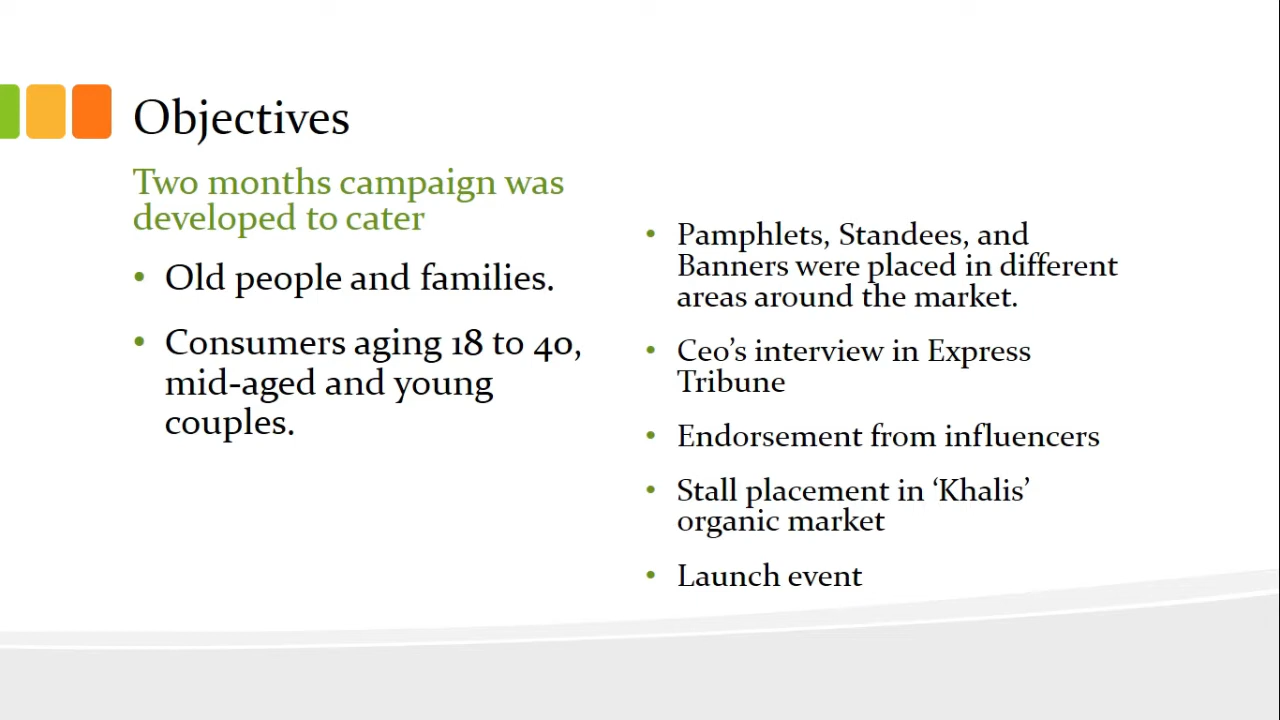 Objectives
Two months campaign was
developed to cater
• Old people and families.
• Consumers aging 18 to 40,
mid-aged and young
couples.
• Pamphlets, Standees, and
Banners were placed in different
areas around the market.
• Ceo’s interview in Express
Tribune
• Endorsement from influencers
• Stall placement in ‘Khalis’
organic market
• Launch event